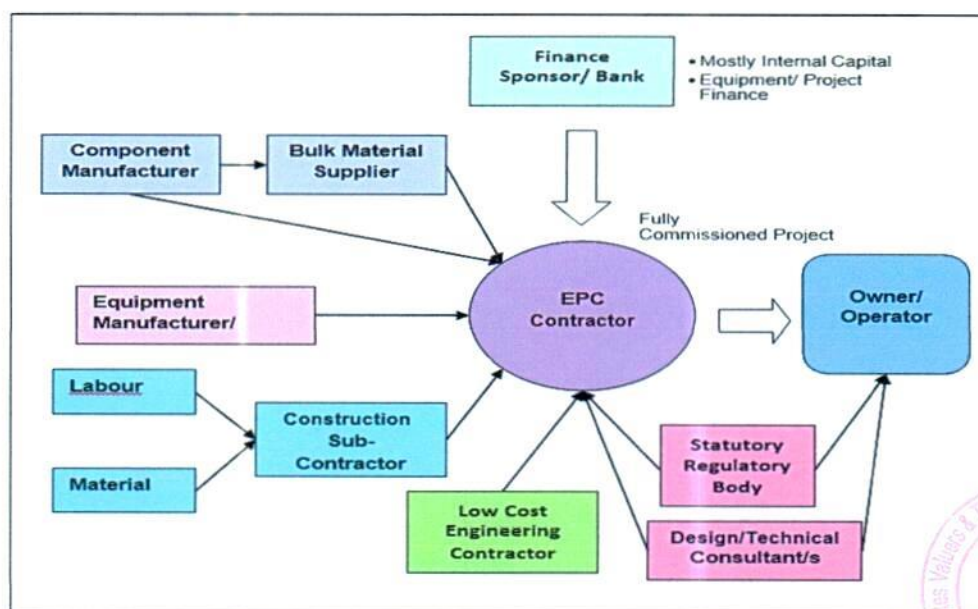 Finance
Sponsor/ Bank
• Mostly Internal Capital
• Equipment/ Project
Finance
Component
Manufacturer
Bulk Material
Supplier
Fully
Commissioned Project
EPC
Contractor
Owner/
Operator
Equipment
Manufacturer/
Labour
Material
Construction
Sub-
Contractor
Low Cost
Engineering
Contractor
Statutory
Regulatory
Body
Design/Technical
Consultant/s
Valuers &